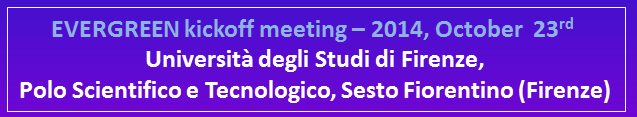 EVERGREEN kickoff meeting – 2014, October 23rd
Università degli Studi di Firenze,
Polo Scientifico e Tecnologico, Sesto Fiorentino (Firenze)